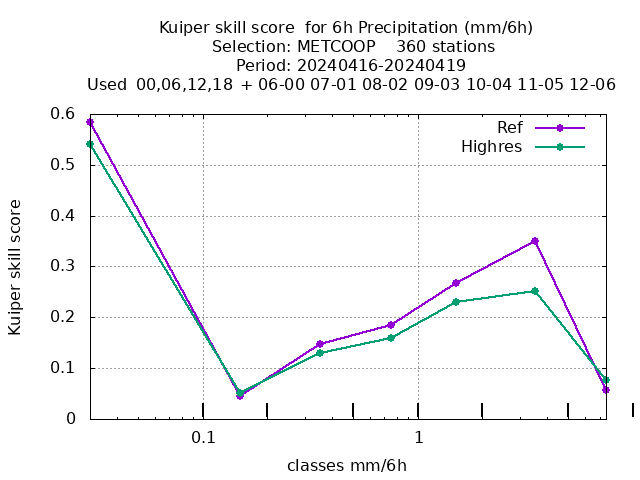 Kuiper skill score  for 6h Precipitation (mm/6h)
Selection: METCOOP    360 stations
Period: 20240416-20240419
Used  00,06,12,18  + 06-00 07-01 08-02 09-03 10-04 11-05 12-06
Ref
Highres
0.6
0.5
0.4
0.3
0.2
0.1
0
Kuiper skill score
0.1 1
classes mm/6h